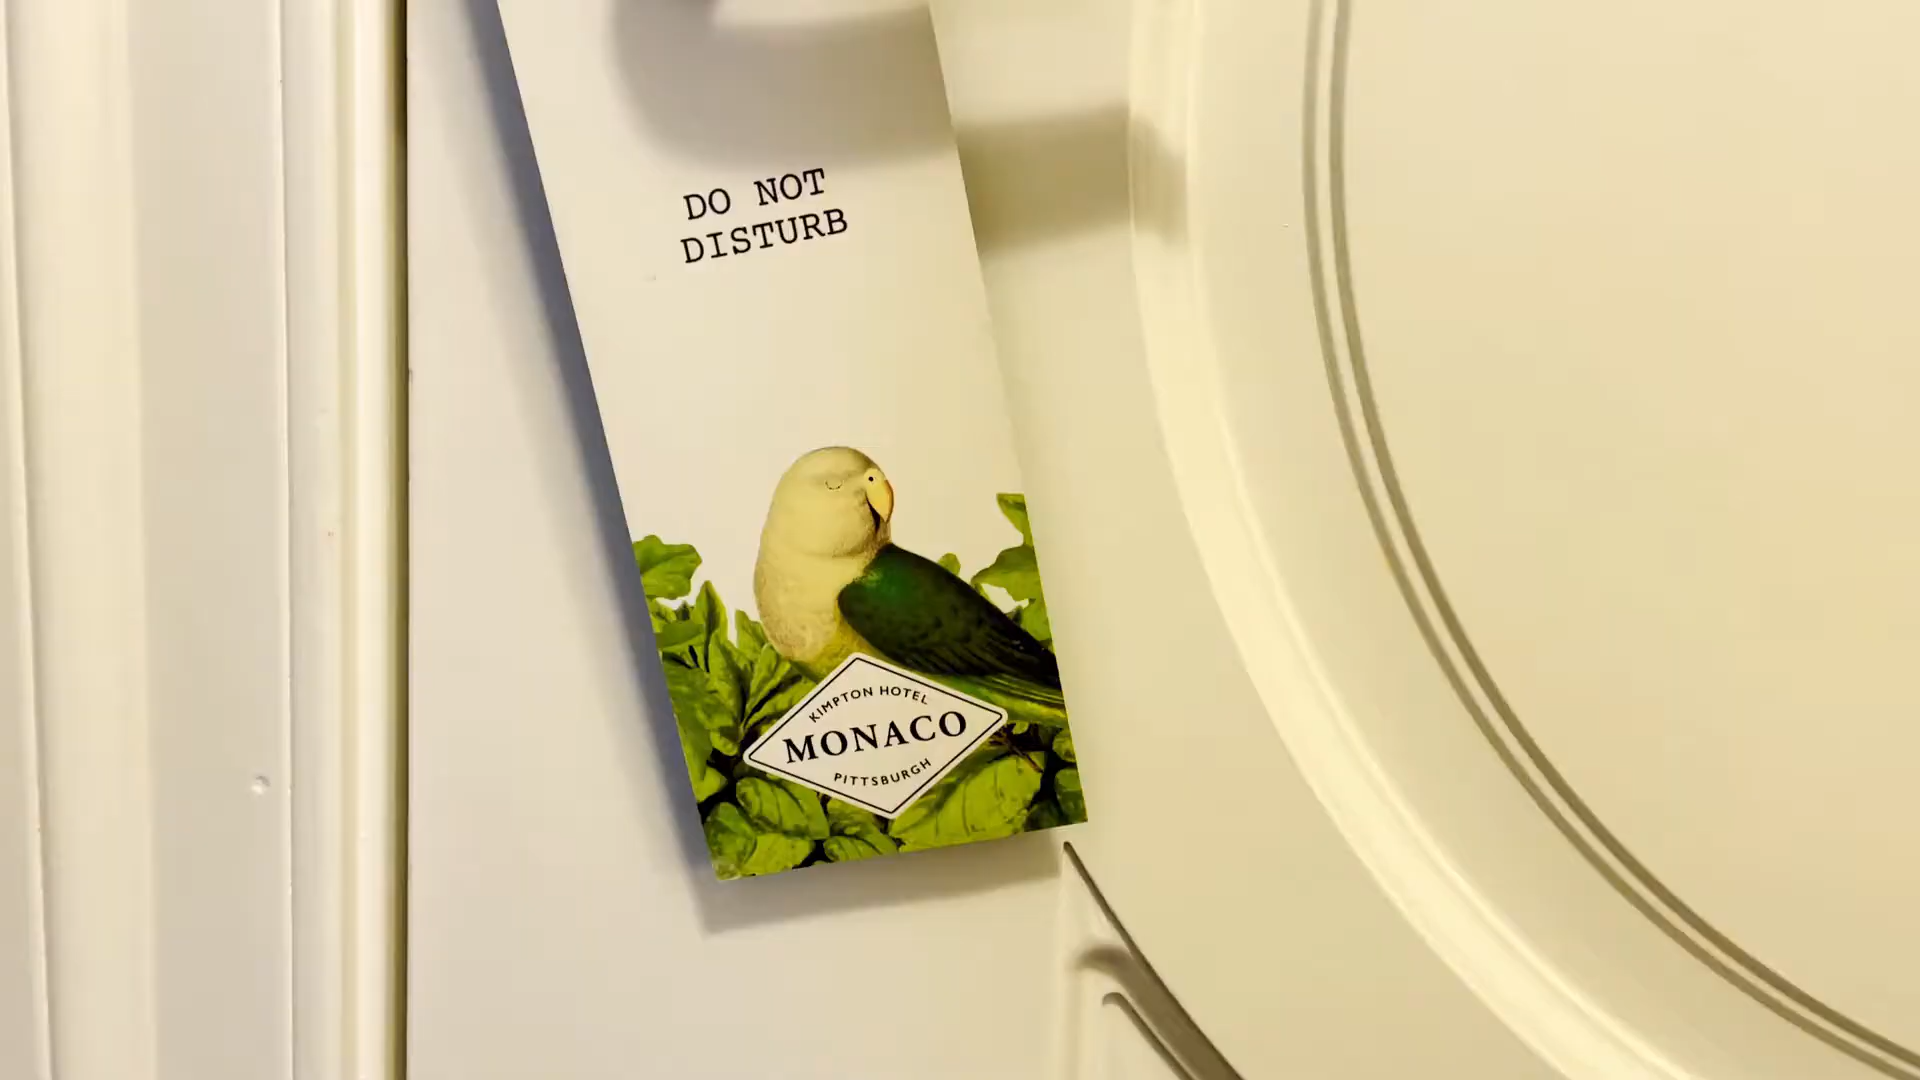 DO NOT
DISTURB
KIMPTON HOTEL
MONACO
PITTSBURGH